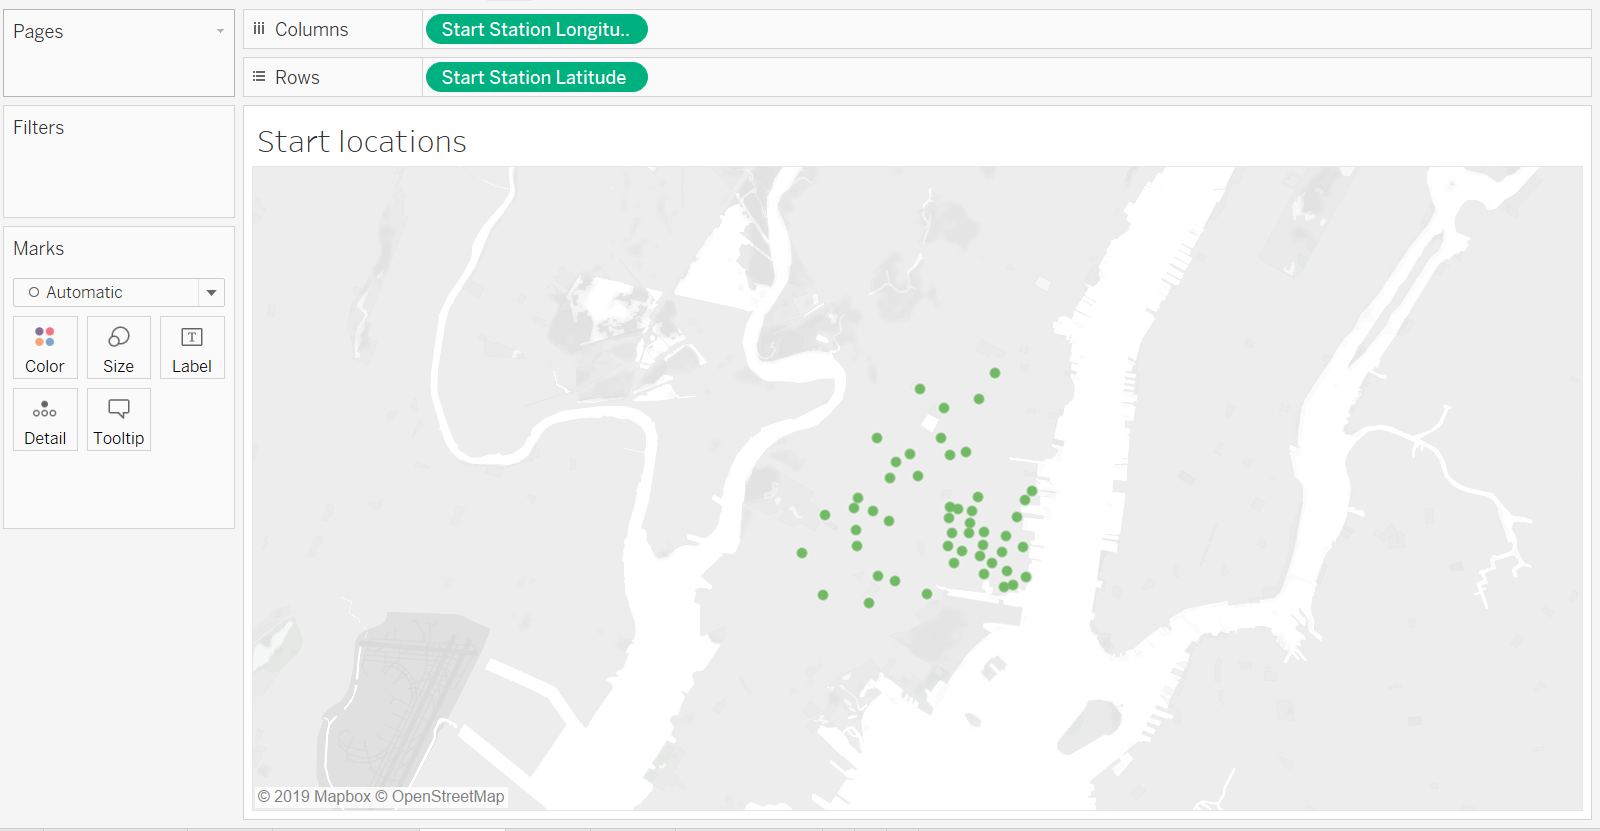 Pages
Columns
Start Station Longitu..
Rows
Start Station Latitude
Filters
Marks
Automatic
Color
Size
T
Label
Detail
Tooltip
Start locations
© 2019 Mapbox © OpenStreetMap